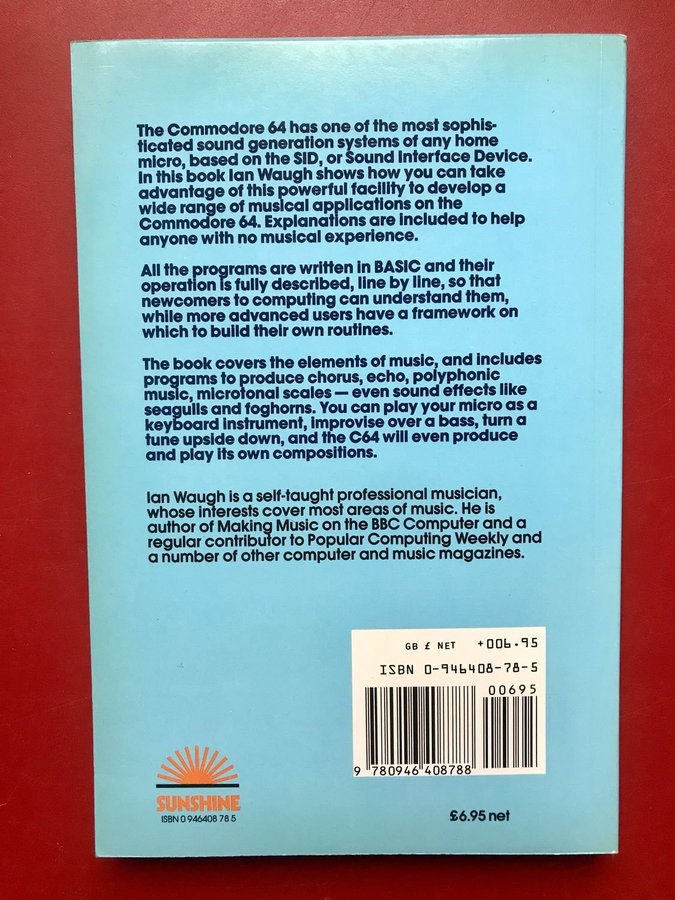 The Commodore 64 has one of the most sophis-
ticated sound generation systems of any home
micro, based on the SID, or Sound Interface Device.
In this book Ian Waugh shows how you can take
advantage of this powerful facility to develop a
wide range of musical applications on the
Commodore 64. Explanations are included to help
anyone with no musical experience.
All the programs are written in BASIC and their
operation is fully described, line by line, so that
newcomers to computing can understand them,
while more advanced users have a framework on
which to build their own routines.
The book covers the elements of music, and includes
programs to produce chorus, echo, polyphonic
music, microtonal scales — even sound effects like
seagulls and foghorns. You can play your micro as a
keyboard instrument, improvise over a bass, turn a
tune upside down, and the C64 will even produce
and play its own compositions.
Ian Waugh is a self-taught professional musician,
whose interests cover most areas of music. He is
author of Making Music on the BBC Computer and a
regular contributor to Popular Computing Weekly and
a number of other computer and music magazines.
GB £ NET +006.95
ISBN 0-946408-78-5
00695
9 780946 408788
SUNSHINE
ISBN 0 946408 78 5
£6.95 net